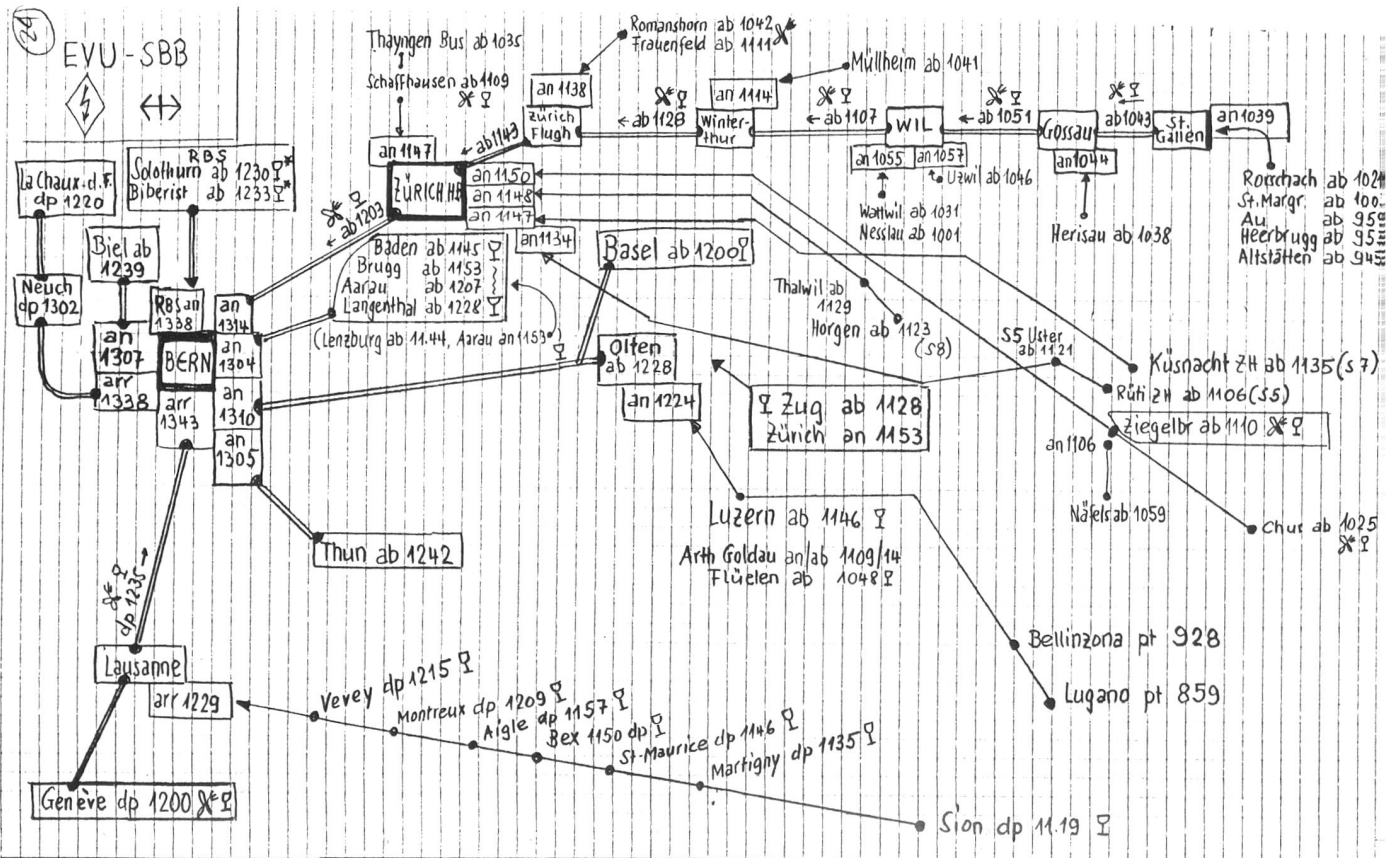 24
EVU-SBB
La Chaux.d.F.
dp 1220
RBS
Solothurn ab 1230*
Biberist ab 1233*
Biel ab
1239
Neuch
dp 1302
RBS an
1338
an
1307
arr
1338
BERN
an
1314
an
1304
an
1310
an
1305
arr
1343
Thayngen Bus ab 1035
Schaffhausen ab 1109
an 1147
ZÜRICH HB
← ab 1203
← ab 1143
an 1150
an 1148
an 1147
an 1134
Romanshorn ab 1042
Frauenfeld ab 1111
an 1138
Zürich
Flugh
← ab 1128
Müllheim ab 1041
an 1114
Winter-
thur
← ab 1107
WIL
an 1055
an 1057
Uzwil ab 1046
Wattwil ab 1031
Nesslau ab 1001
← ab 1051
Gossau
an 1044
Herisau ab 1038
ab 1043
St.
Gallen
an 1039
Rorschach ab
St.Margr. ab
Au ab
Heerbrugg ab
Altstätten ab
Baden ab 1145
Brugg ab 1153
Aarau ab 1207
Langenthal ab 1228
(Lenzburg ab 11.44, Aarau an 1153)
Basel ab 1200
Olten
ab 1228
an 1224
Thalwil ab
1129
Horgen ab 1123
(S8)
S5 Uster
ab 1121
Küsnacht ZH ab 1135 (S7)
Rüti ZH ab 1106 (S5)
Ziegelbr ab 1110
an 1106
Näfels ab 1059
Chur ab 1025
Zug ab 1128
Zürich an 1153
Luzern ab 1146
Arth Goldau an/ab 1109/14
Flüelen ab 1048
Bellinzona pt 928
Lugano pt 859
Thun ab 1242
dp 1235 →
Lausanne
arr 1229
Vevey dp 1215
Montreux dp 1209
Aigle dp 1157
Bex 1150 dp
St-Maurice dp 1146
Martigny dp 1135
Sion dp 11.19
Genève dp 1200